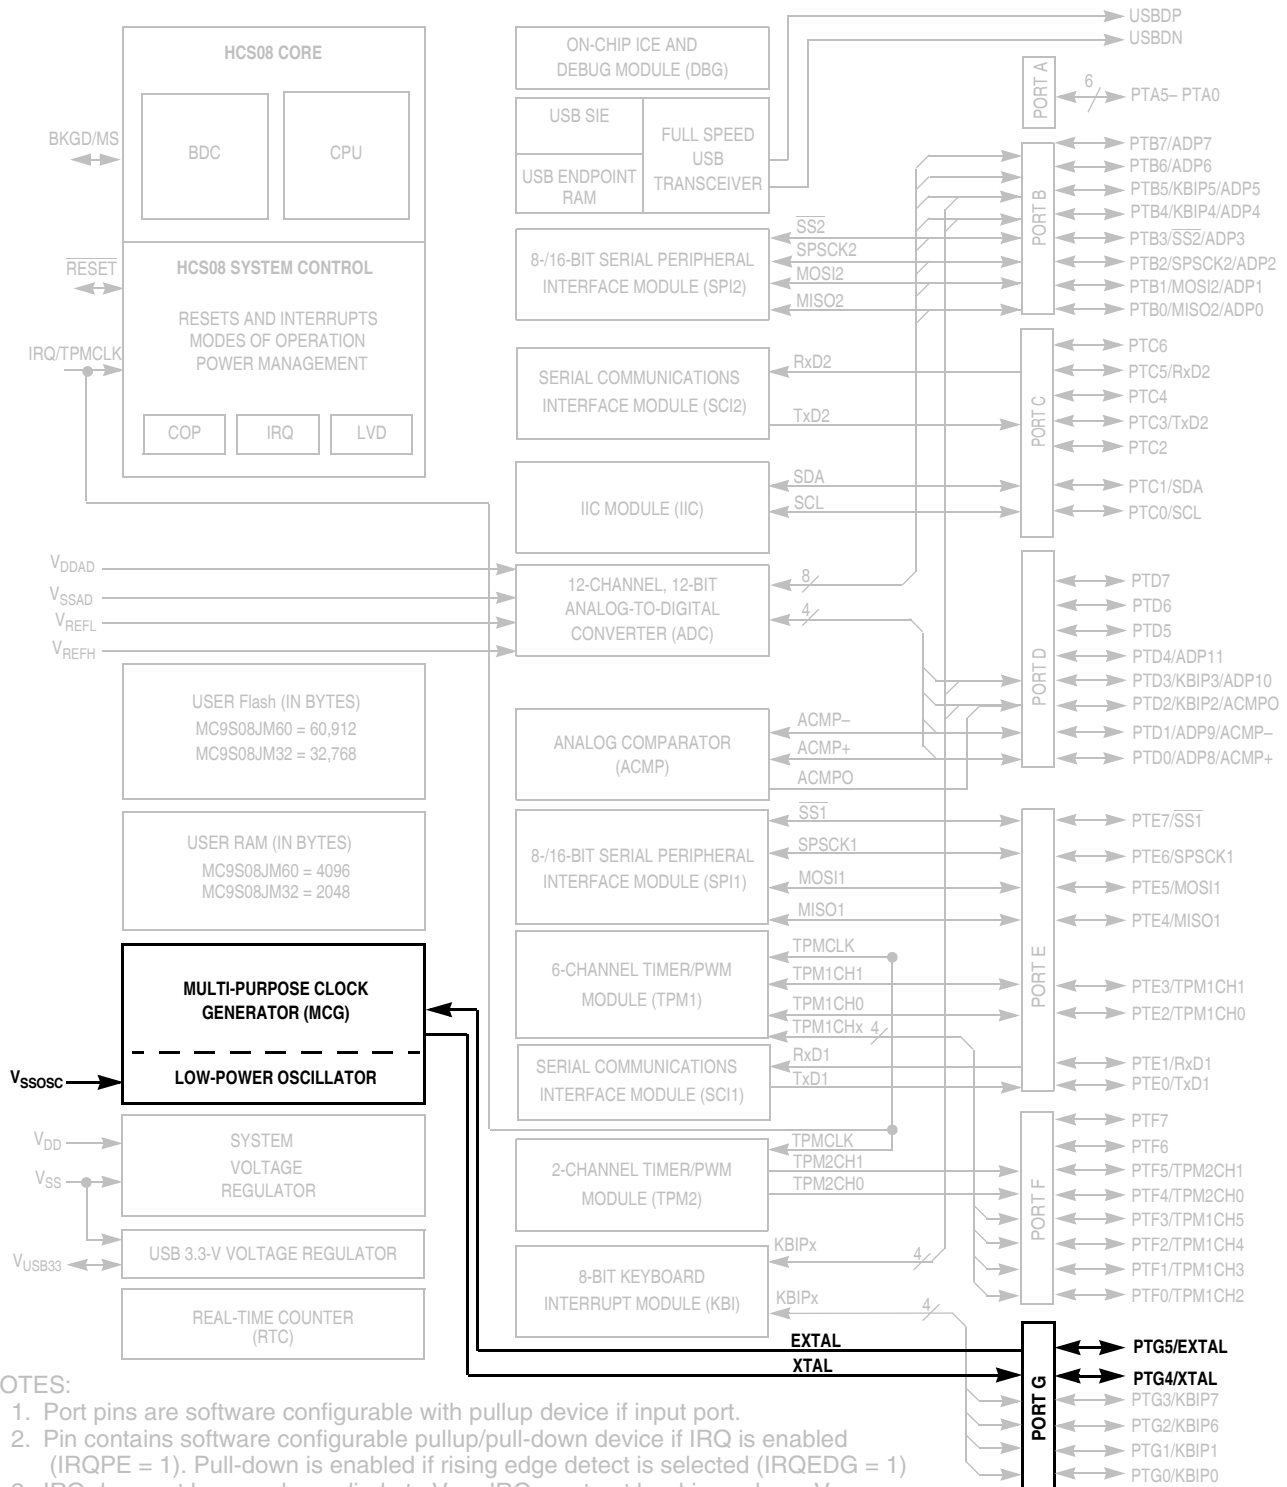 HCS08 CORE
BDC
CPU
BKGD/MS
RESET
HCS08 SYSTEM CONTROL
RESETS AND INTERRUPTS
MODES OF OPERATION
POWER MANAGEMENT
IRQ/TPMCLK
COP
IRQ
LVD
VDDAD
VSSAD
VREFL
VREFH
USER Flash (IN BYTES)
MC9S08JM60 = 60,912
MC9S08JM32 = 32,768
USER RAM (IN BYTES)
MC9S08JM60 = 4096
MC9S08JM32 = 2048
MULTI-PURPOSE CLOCK
GENERATOR (MCG)
LOW-POWER OSCILLATOR
VSSOSC
VDD
VSS
SYSTEM
VOLTAGE
REGULATOR
VUSB33
USB 3.3-V VOLTAGE REGULATOR
REAL-TIME COUNTER
(RTC)
ON-CHIP ICE AND
DEBUG MODULE (DBG)
USB SIE
USB ENDPOINT
RAM
FULL SPEED
USB
TRANSCEIVER
8-/16-BIT SERIAL PERIPHERAL
INTERFACE MODULE (SPI2)
SS2
SPSCK2
MOSI2
MISO2
SERIAL COMMUNICATIONS
INTERFACE MODULE (SCI2)
RxD2
TxD2
IIC MODULE (IIC)
SDA
SCL
12-CHANNEL, 12-BIT
ANALOG-TO-DIGITAL
CONVERTER (ADC)
8
4
ANALOG COMPARATOR
(ACMP)
ACMP–
ACMP+
ACMPO
8-/16-BIT SERIAL PERIPHERAL
INTERFACE MODULE (SPI1)
SS1
SPSCK1
MOSI1
MISO1
6-CHANNEL TIMER/PWM
MODULE (TPM1)
TPMCLK
TPM1CH1
TPM1CH0
TPM1CHx 4
SERIAL COMMUNICATIONS
INTERFACE MODULE (SCI1)
RxD1
TxD1
2-CHANNEL TIMER/PWM
MODULE (TPM2)
TPMCLK
TPM2CH1
TPM2CH0
8-BIT KEYBOARD
INTERRUPT MODULE (KBI)
KBIPx 4
KBIPx 4
EXTAL
XTAL
USBDP
USBDN
PORT A
6
PTA5– PTA0
PORT B
PTB7/ADP7
PTB6/ADP6
PTB5/KBIP5/ADP5
PTB4/KBIP4/ADP4
PTB3/SS2/ADP3
PTB2/SPSCK2/ADP2
PTB1/MOSI2/ADP1
PTB0/MISO2/ADP0
PORT C
PTC6
PTC5/RxD2
PTC4
PTC3/TxD2
PTC2
PTC1/SDA
PTC0/SCL
PORT D
PTD7
PTD6
PTD5
PTD4/ADP11
PTD3/KBIP3/ADP10
PTD2/KBIP2/ACMPO
PTD1/ADP9/ACMP–
PTD0/ADP8/ACMP+
PORT E
PTE7/SS1
PTE6/SPSCK1
PTE5/MOSI1
PTE4/MISO1
PTE3/TPM1CH1
PTE2/TPM1CH0
PTE1/RxD1
PTE0/TxD1
PORT F
PTF7
PTF6
PTF5/TPM2CH1
PTF4/TPM2CH0
PTF3/TPM1CH5
PTF2/TPM1CH4
PTF1/TPM1CH3
PTF0/TPM1CH2
PORT G
PTG5/EXTAL
PTG4/XTAL
PTG3/KBIP7
PTG2/KBIP6
PTG1/KBIP1
PTG0/KBIP0
OTES:
1. Port pins are software configurable with pullup device if input port.
2. Pin contains software configurable pullup/pull-down device if IRQ is enabled
(IRQPE = 1). Pull-down is enabled if rising edge detect is selected (IRQEDG = 1)